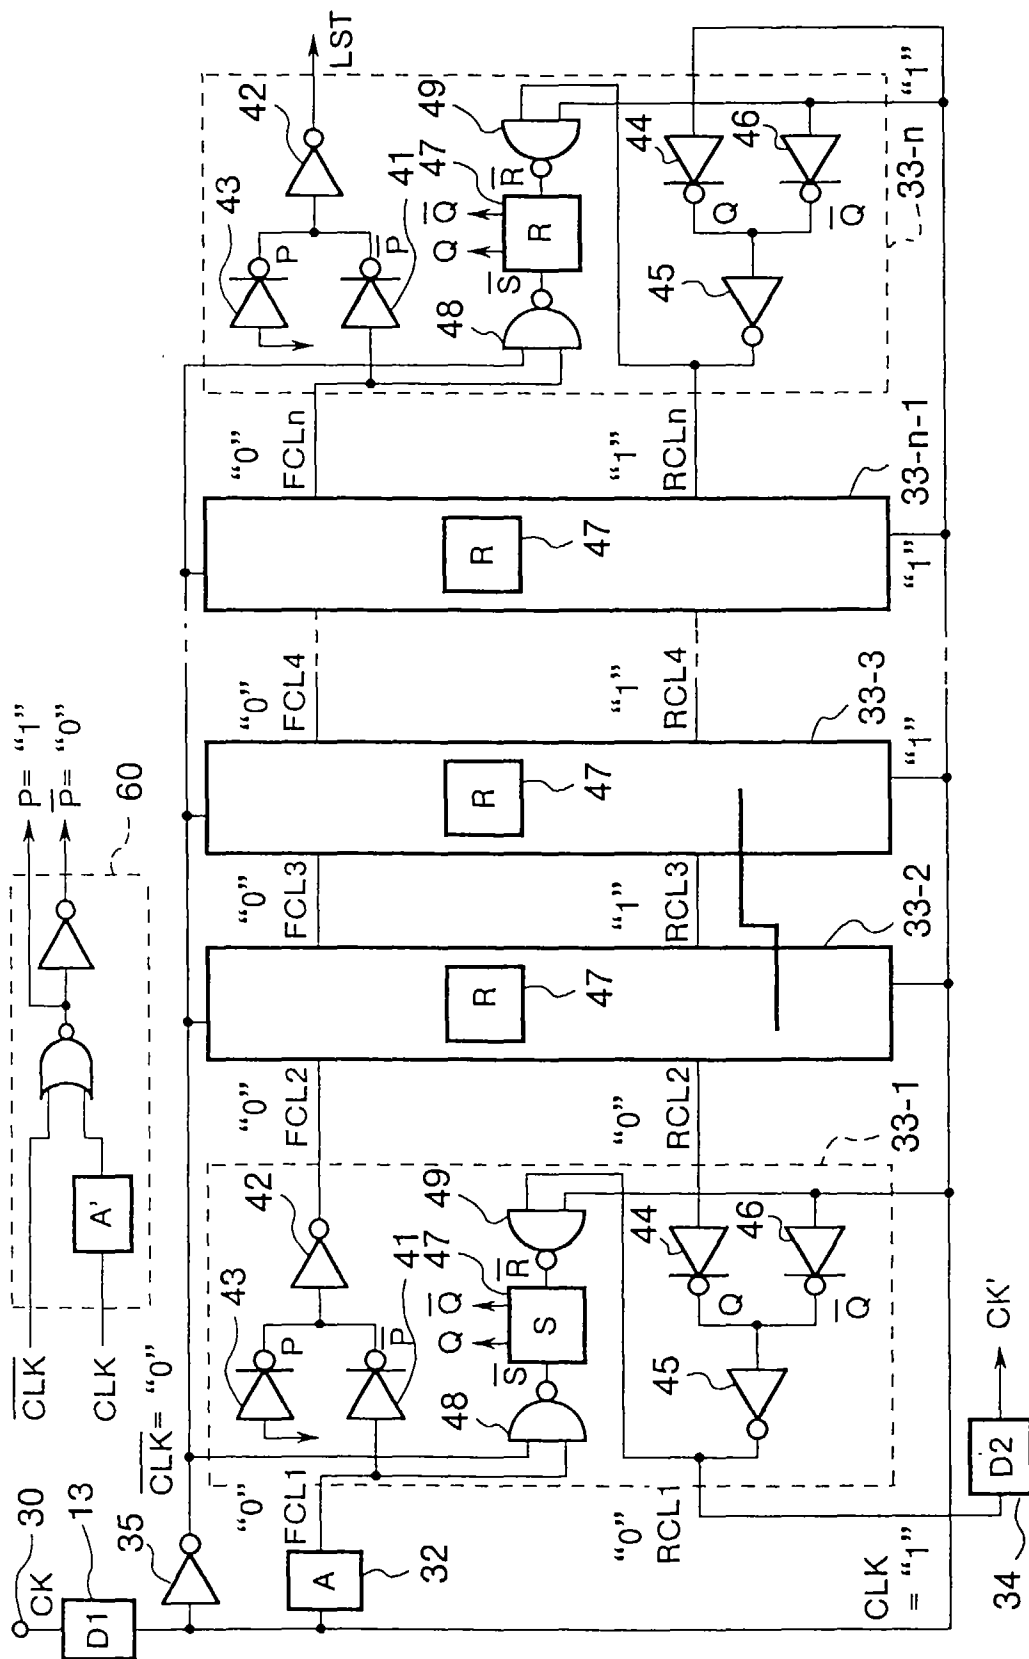 30
CK
D1
13
35
A
32
CLK = "0"
CLK
CLK
A'
60
P = "1"
P = "0"
"0"
FCL1
"0"
RCL1
CLK
= "1"
D2
34
CK'
43
P
41
P
42
48
S
Q
Q
S
47
R
49
45
44
Q
46
Q
33-1
"0"
FCL2
"0"
RCL2
R
47
33-2
"0"
FCL3
"1"
RCL3
R
47
33-3
"1"
"0"
FCL4
"1"
RCL4
R
47
33-n-1
"1"
"0"
FCLn
"1"
RCLn
43
P
41
P
42
LST
48
S
Q
Q
R
47
R
49
45
44
Q
46
Q
33-n
"1"